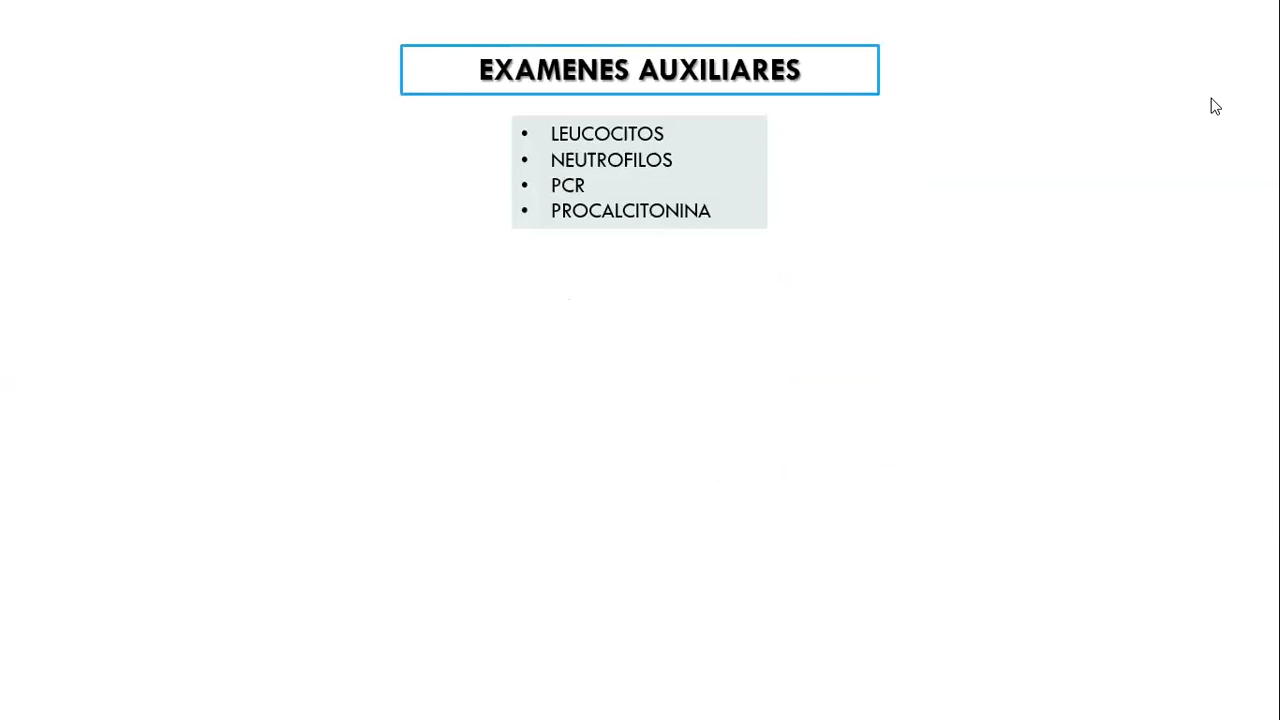 EXAMENES AUXILIARES
• LEUCOCITOS
• NEUTROFILOS
• PCR
• PROCALCITONINA